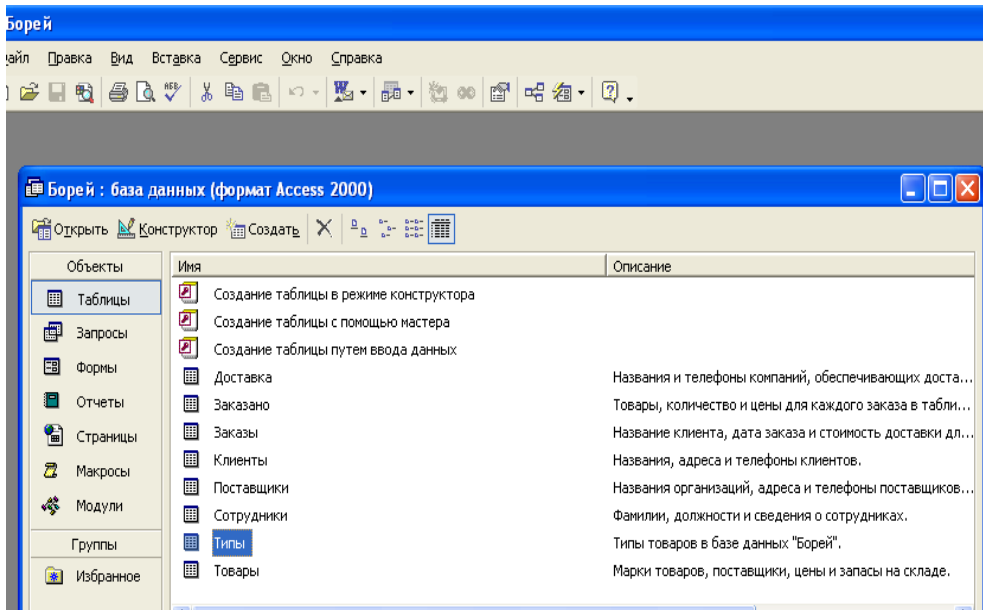 Борей
файл Правка Вид Вставка Сервис Окно Справка
Борей : база данных (формат Access 2000)
Открыть Конструктор Создать
Объекты
Таблицы
Запросы
Формы
Отчеты
Страницы
Макросы
Модули
Группы
Избранное
Имя Описание
Создание таблицы в режиме конструктора
Создание таблицы с помощью мастера
Создание таблицы путем ввода данных
Доставка Названия и телефоны компаний, обеспечивающих доста...
Заказано Товары, количество и цены для каждого заказа в табли...
Заказы Название клиента, дата заказа и стоимость доставки дл...
Клиенты Названия, адреса и телефоны клиентов.
Поставщики Названия организаций, адреса и телефоны поставщиков...
Сотрудники Фамилии, должности и сведения о сотрудниках.
Типы Типы товаров в базе данных "Борей".
Товары Марки товаров, поставщики, цены и запасы на складе.